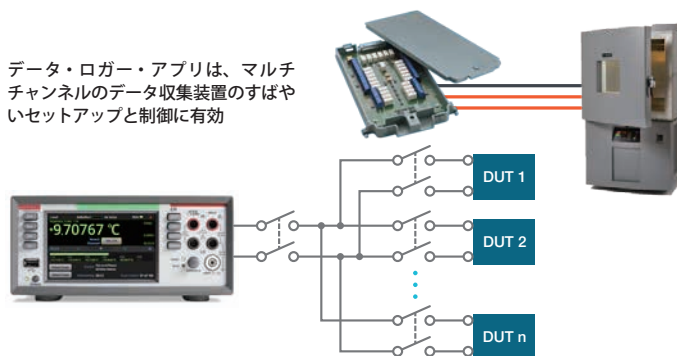 データ・ロガー・アプリは、マルチ
チャンネルのデータ収集装置のすばや
いセットアップと制御に有効
DUT 1
+9.70767 °C
DUT 2
DUT n